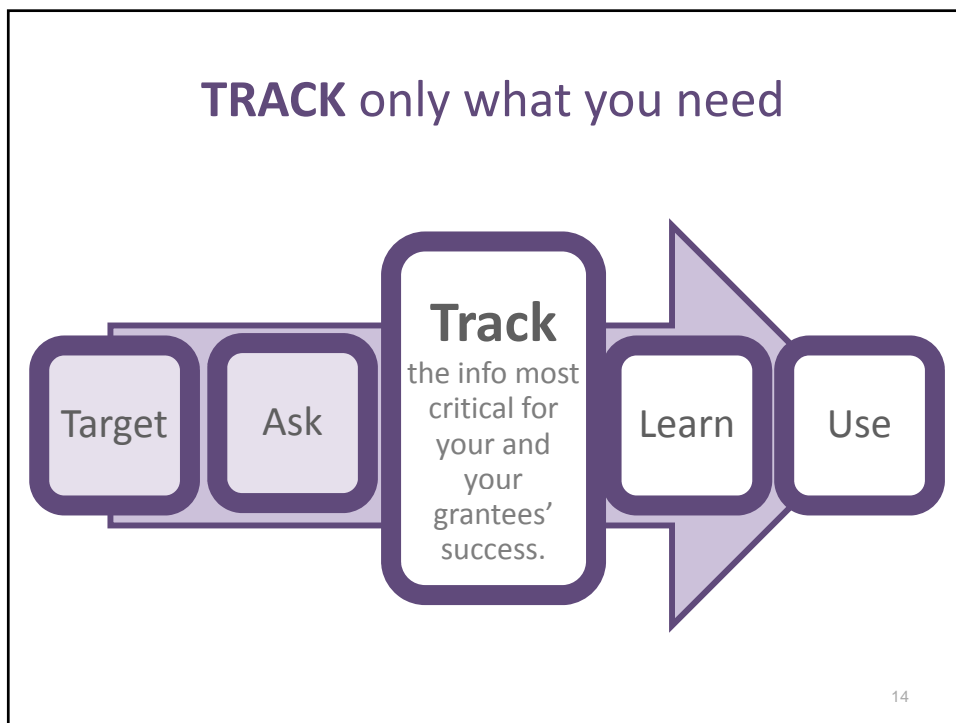 TRACK only what you need
Target
Ask
Track
the info most
critical for
your and
your
grantees’
success.
Learn
Use
14